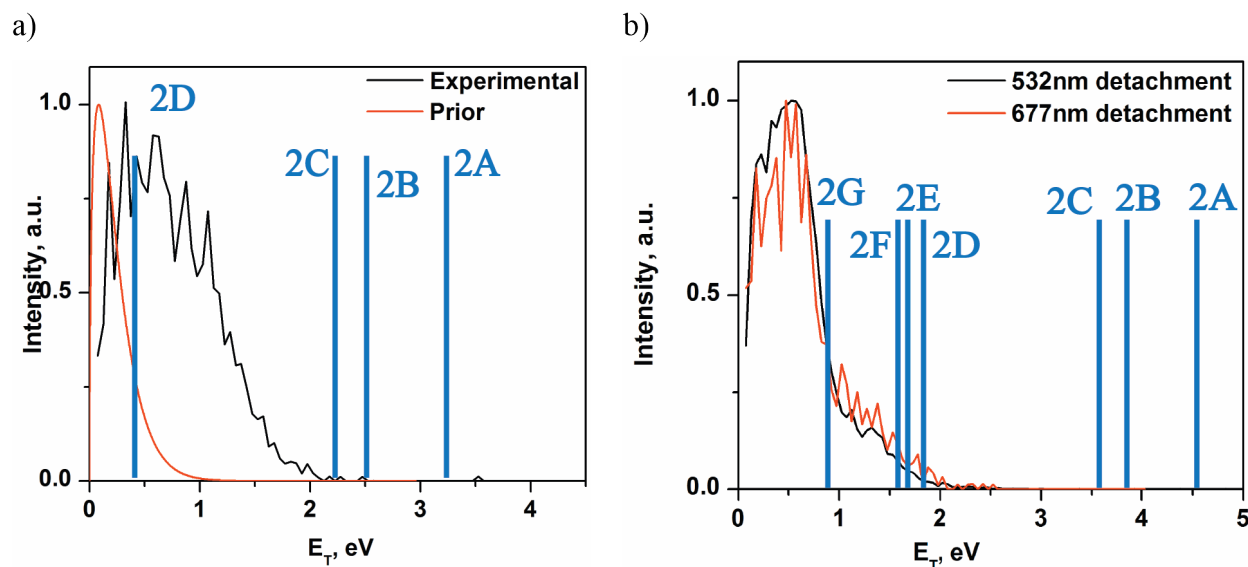 a)
Experimental
Prior
2D
2C
2B
2A
1.0
0.5
0.0
Intensity, a.u.
0
1
2
3
4
E_T, eV
b)
532nm detachment
677nm detachment
2G
2E
2F
2D
2C
2B
2A
1.0
0.5
0.0
Intensity, a.u.
0
1
2
3
4
5
E_T, eV